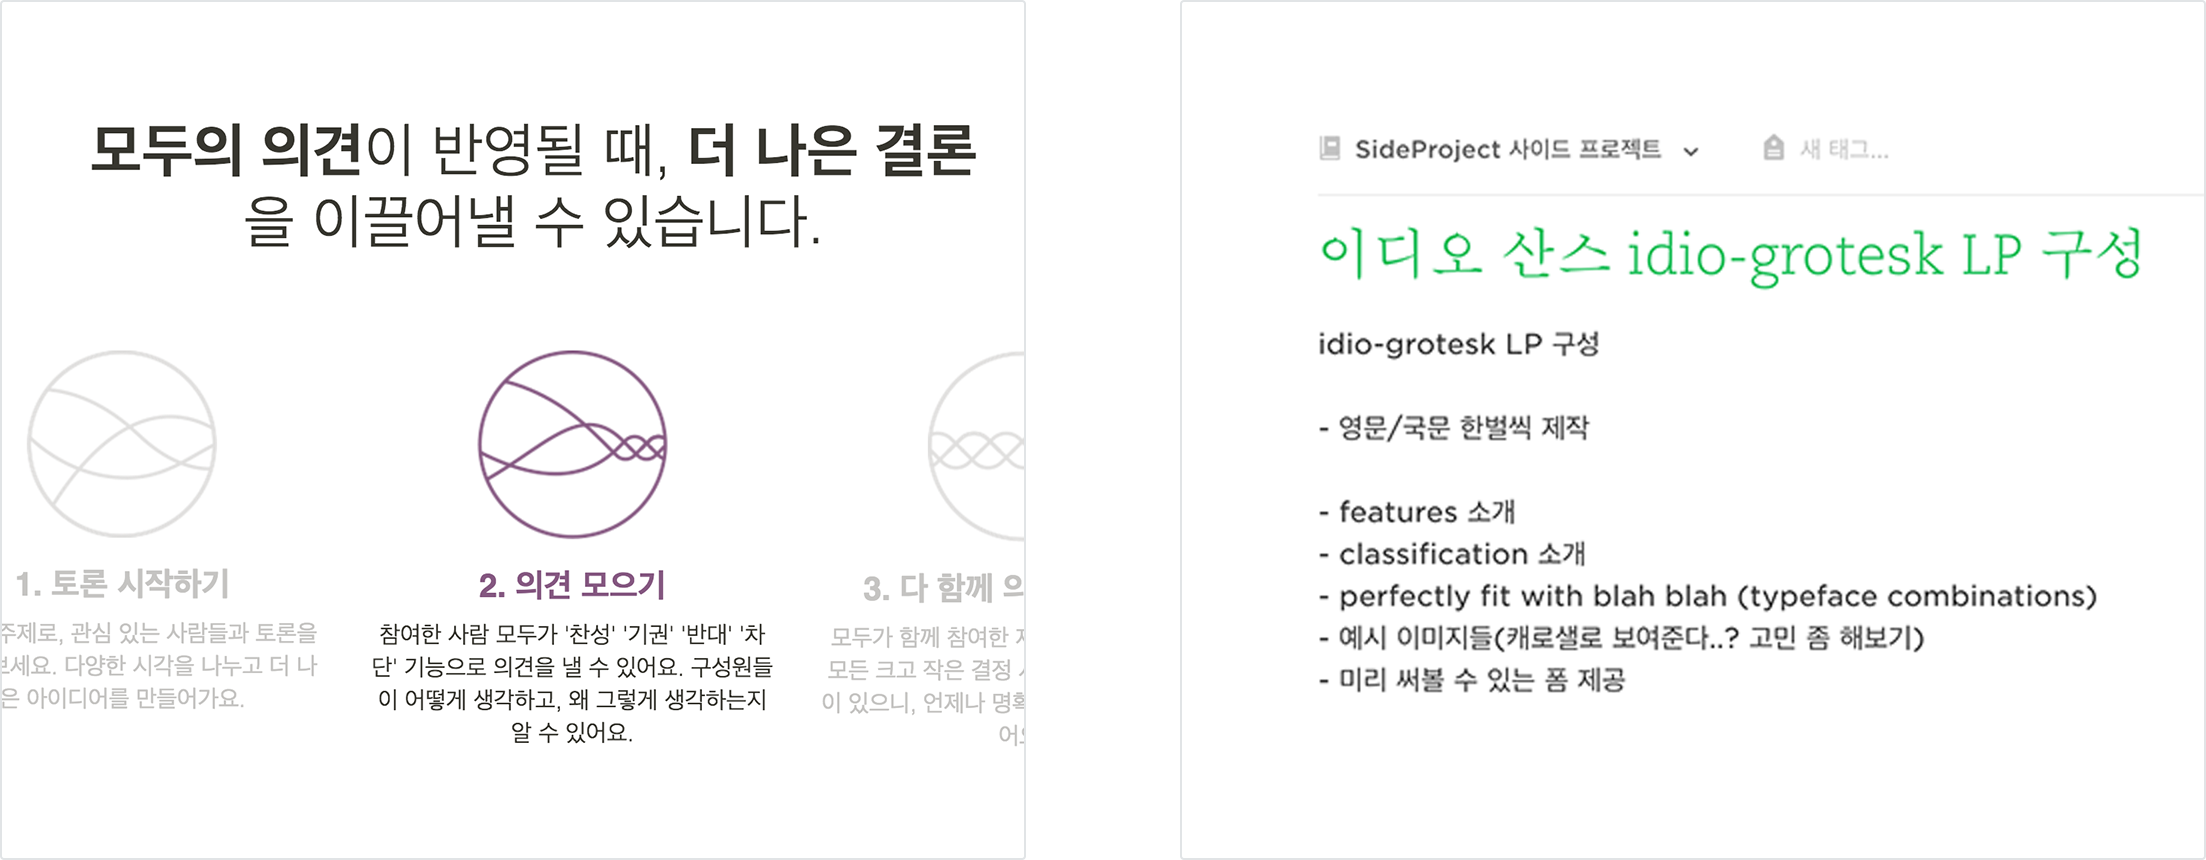 모두의 의견이 반영될 때, 더 나은 결론
을 이끌어낼 수 있습니다.
1. 토론 시작하기
주제로, 관심 있는 사람들과 토론을
보세요. 다양한 시각을 나누고 더 나
은 아이디어를 만들어가요.
2. 의견 모으기
참여한 사람 모두가 '찬성' '기권' '반대' '차
단' 기능으로 의견을 낼 수 있어요. 구성원들
이 어떻게 생각하고, 왜 그렇게 생각하는지
알 수 있어요.
3. 다 함께 의
모두가 함께 참여한
모든 크고 작은 결정
이 있으니, 언제나 명확
SideProject 사이드 프로젝트
새 태그...
이디오 산스 idio-grotesk LP 구성
idio-grotesk LP 구성
- 영문/국문 한벌씩 제작
- features 소개
- classification 소개
- perfectly fit with blah blah (typeface combinations)
- 예시 이미지들(캐로샐로 보여준다..? 고민 좀 해보기)
- 미리 써볼 수 있는 폼 제공